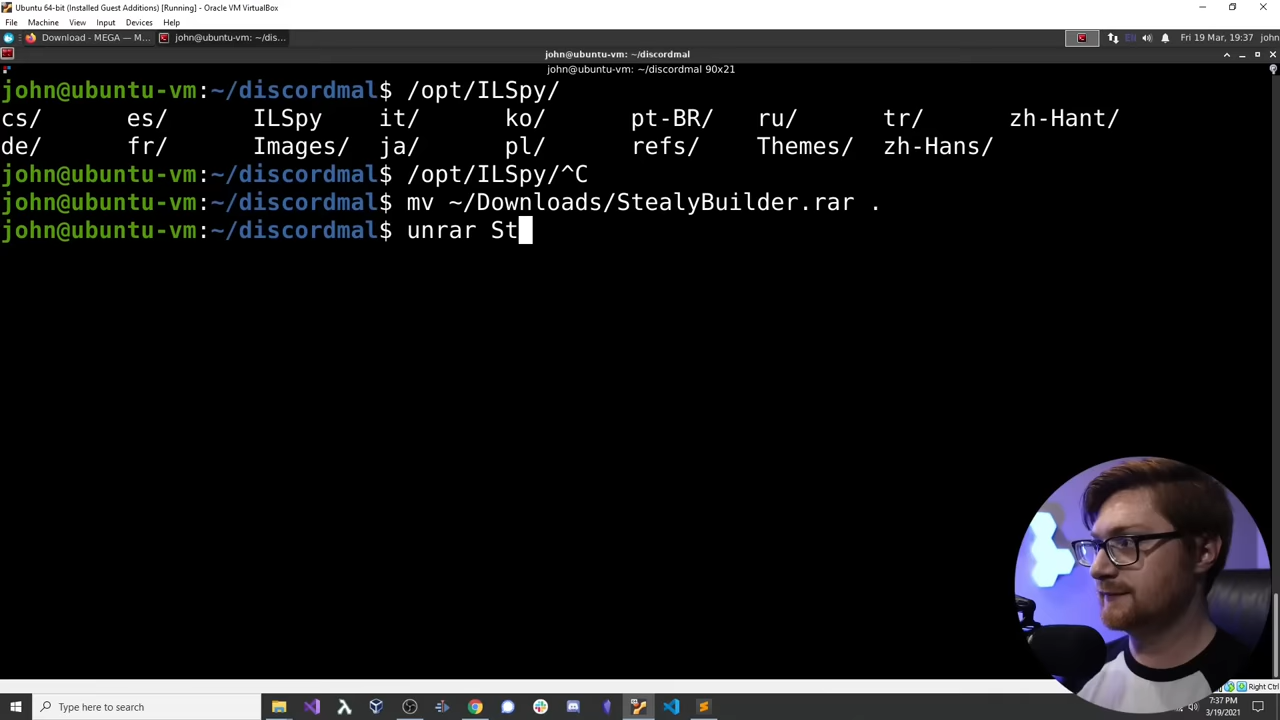 Ubuntu 64-bit (Installed Guest Additions) [Running] - Oracle VM VirtualBox
File Machine View Input Devices Help
Download - MEGA — M... john@ubuntu-vm: ~/dis... Fri 19 Mar, 19:37 john
john@ubuntu-vm: ~/discordmal
john@ubuntu-vm: ~/discordmal 90x21
john@ubuntu-vm:~/discordmal$ /opt/ILSpy/
cs/ es/ ILSpy it/ ko/ pt-BR/ ru/ tr/ zh-Hant/
de/ fr/ Images/ ja/ pl/ refs/ Themes/ zh-Hans/
john@ubuntu-vm:~/discordmal$ /opt/ILSpy/^C
john@ubuntu-vm:~/discordmal$ mv ~/Downloads/StealyBuilder.rar .
john@ubuntu-vm:~/discordmal$ unrar St
Right Ctrl
Type here to search
7:37 PM
3/19/2021